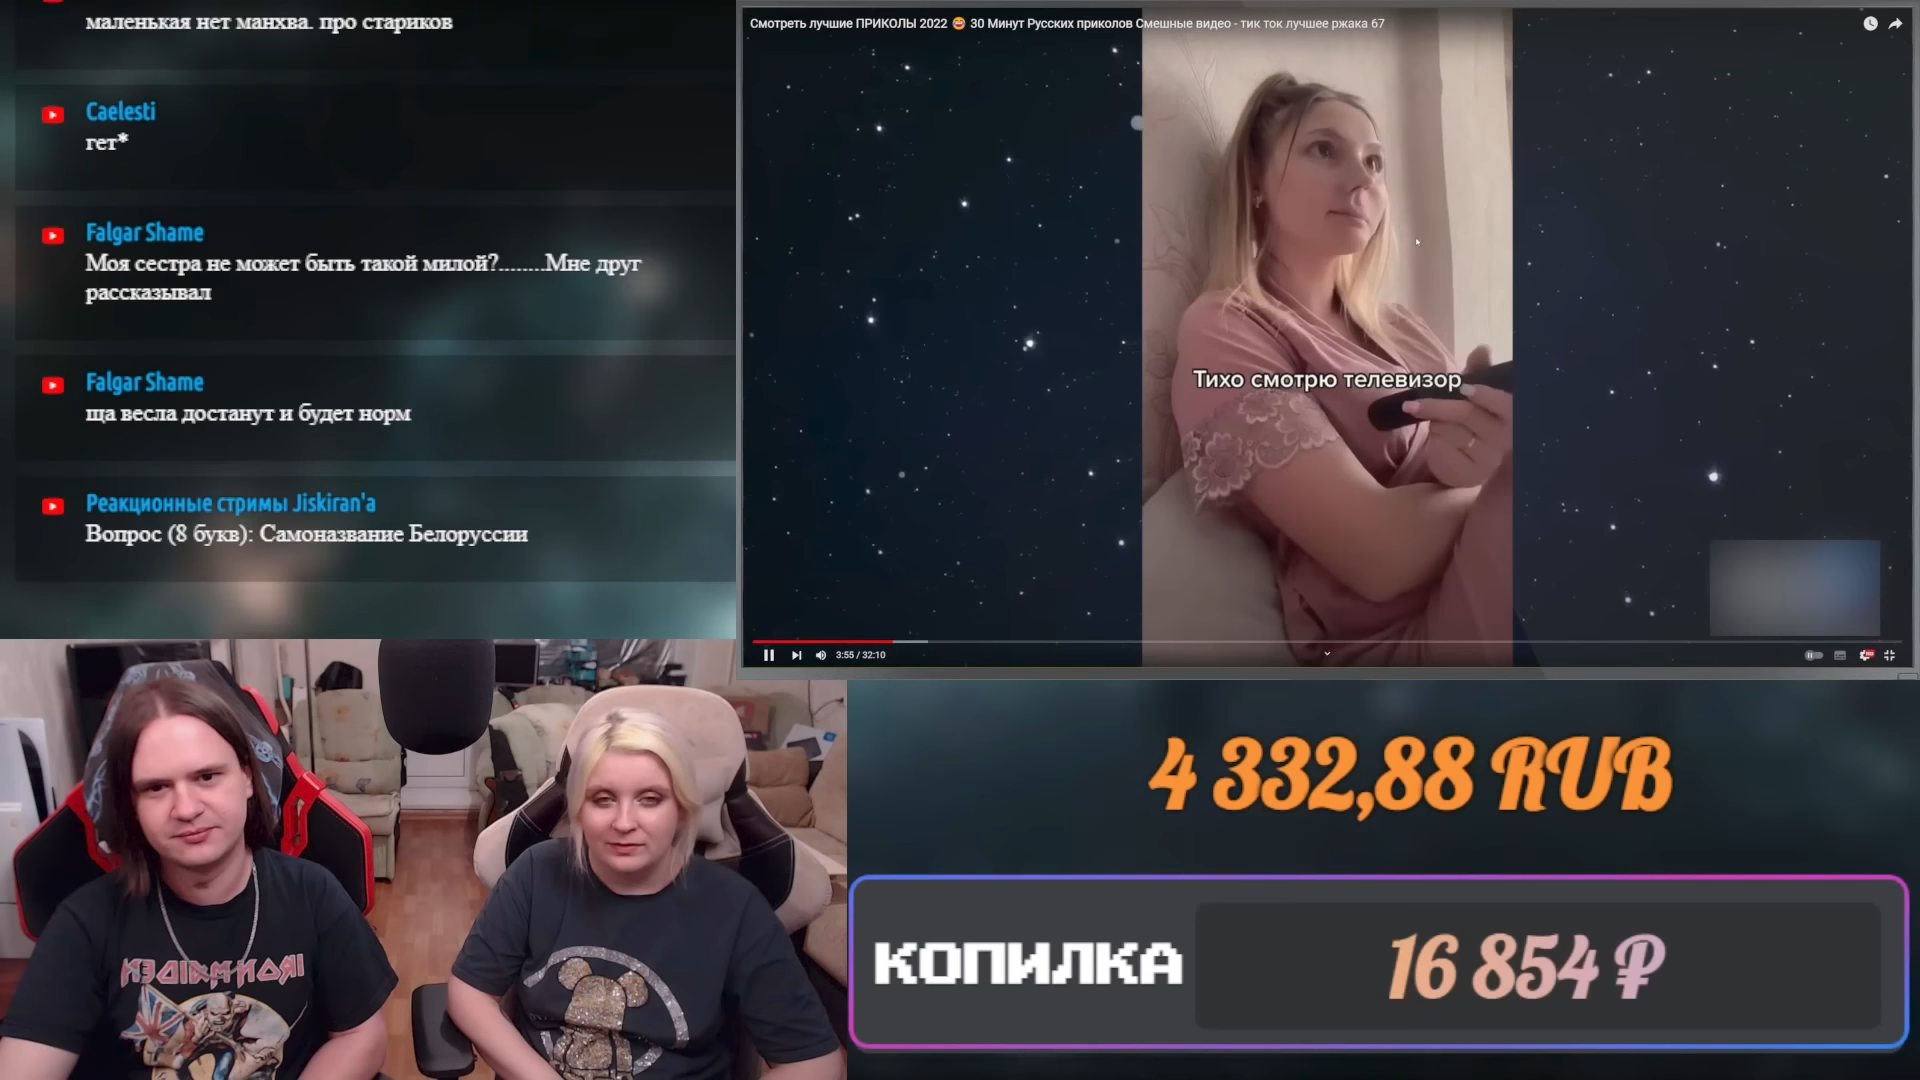 маленькая нет манхва. про стариков
Caelesti
гет*
Falgar Shame
Моя сестра не может быть такой милой?........Мне друг
рассказывал
Falgar Shame
ща весла достанут и будет норм
Реакционные стримы Jiskiran'a
Вопрос (8 букв): Самоназвание Белоруссии
Смотреть лучшие ПРИКОЛЫ 2022 😄 30 Минут Русских приколов Смешные видео - тик ток лучшее ржака 67
Тихо смотрю телевизор
3:55 / 32:10
IRON MAIDEN
4 332,88 RUB
КОПИЛКА
16 854 ₽